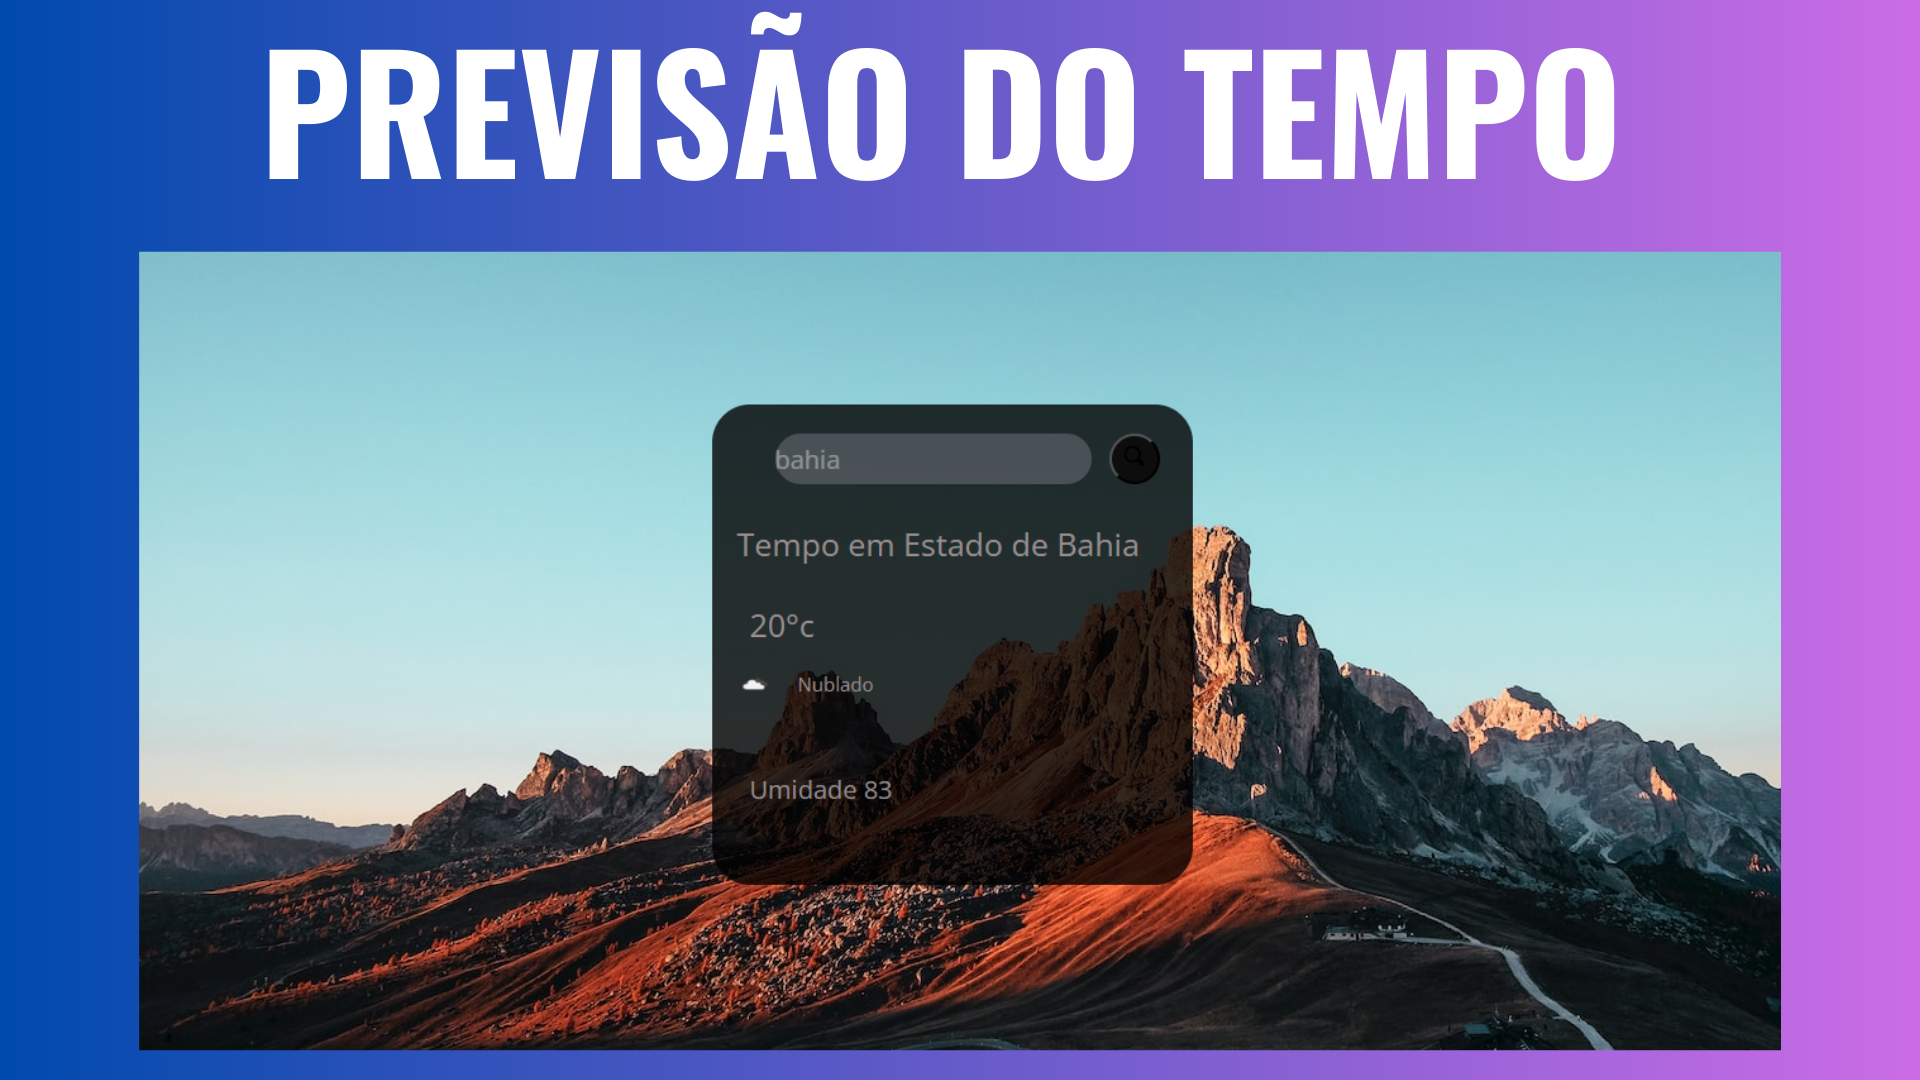 PREVISÃO DO TEMPO
bahia
Tempo em Estado de Bahia
20°c
Nublado
Umidade 83